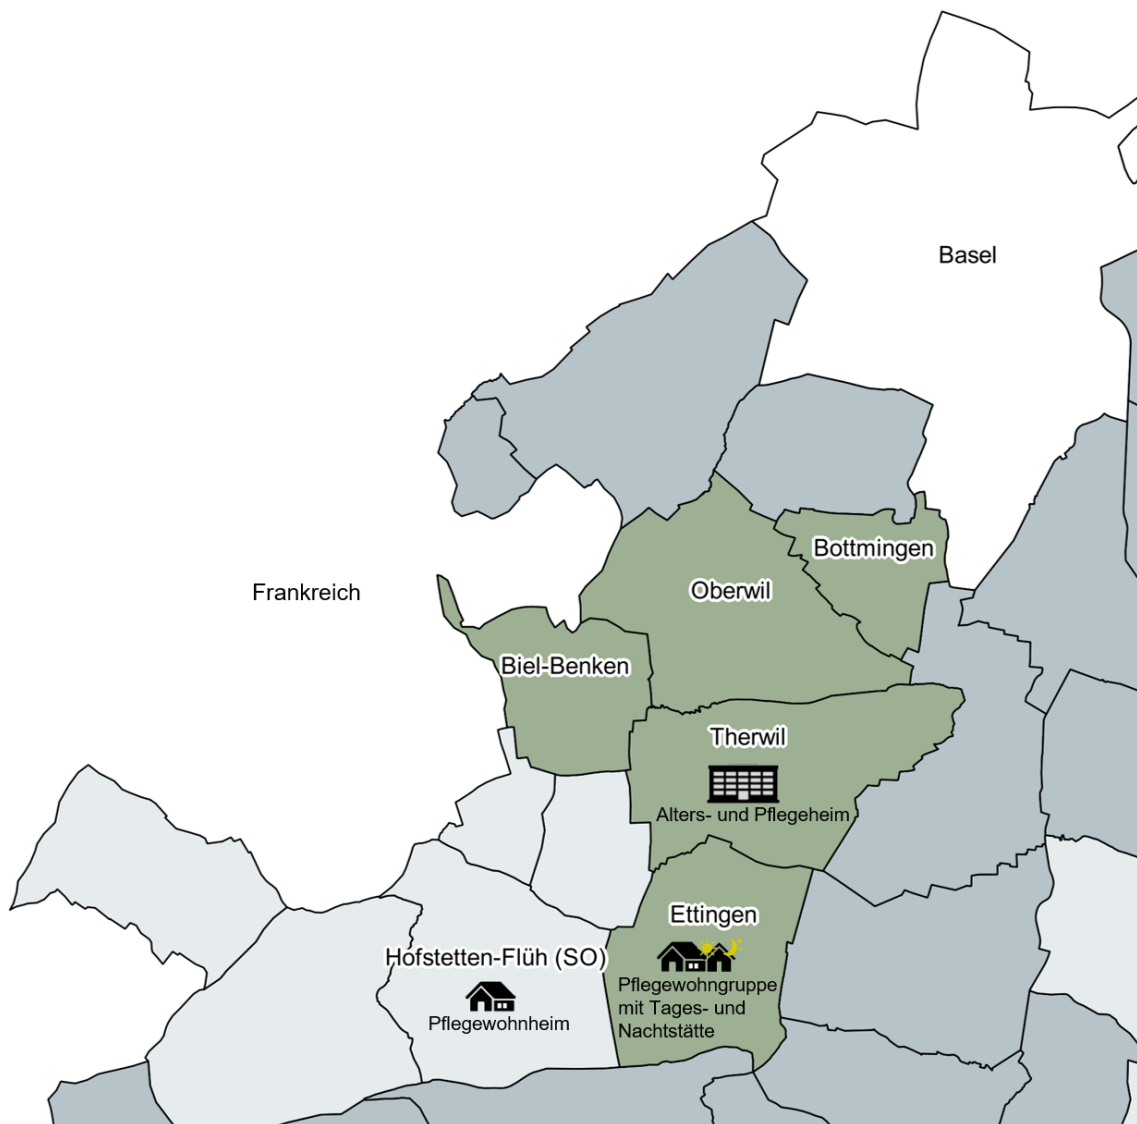 Basel
Bottmingen
Frankreich
Oberwil
Biel-Benken
Therwil
Alters- und Pflegeheim
Ettingen
Hofstetten-Flüh (SO)
Pflegewohngruppe
mit Tages- und
Nachtstätte
Pflegewohnheim